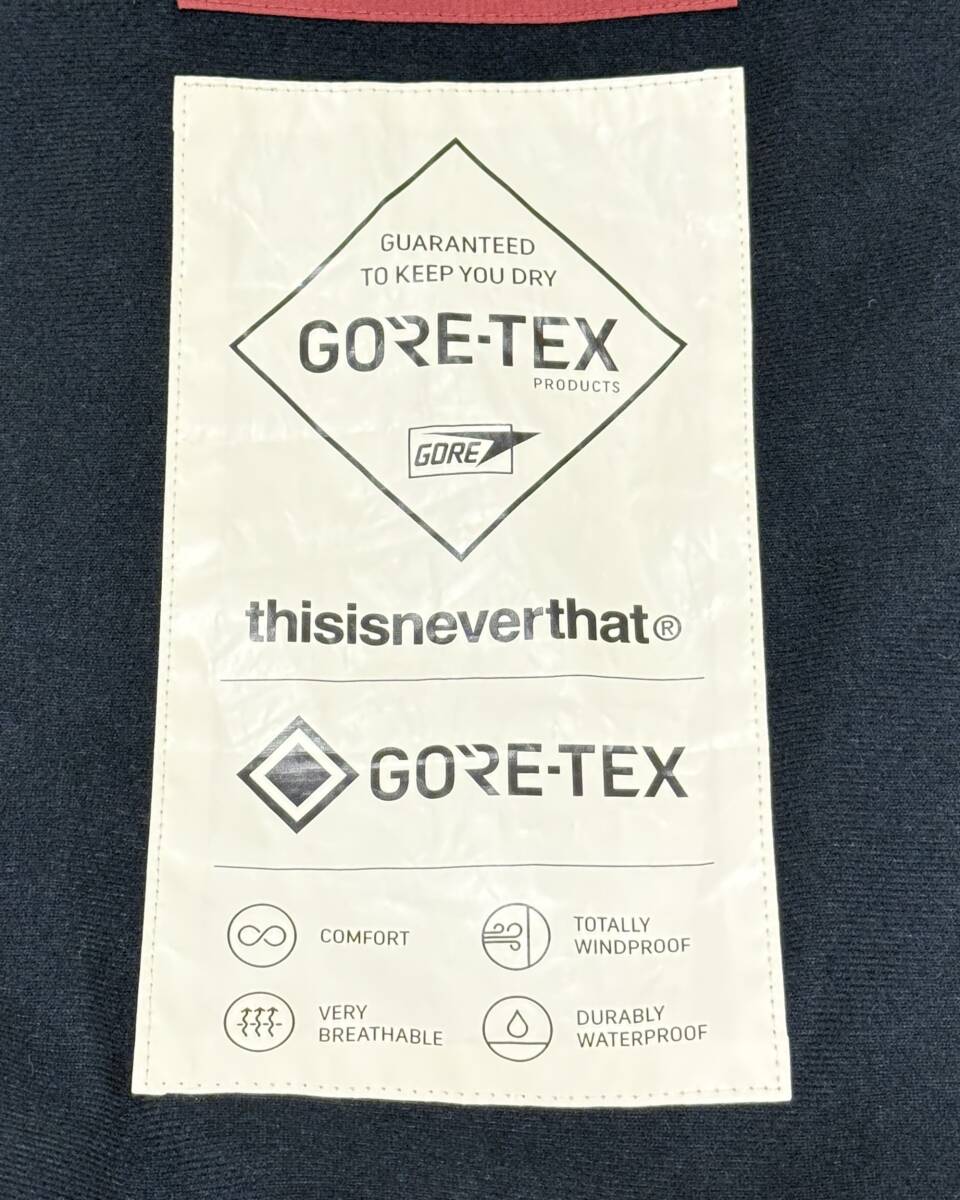 GUARANTEED
TO KEEP YOU DRY
GORE-TEX
PRODUCTS
GORE
thisisneverthat®
GORE-TEX
COMFORT
TOTALLY
WINDPROOF
VERY
BREATHABLE
DURABLY
WATERPROOF